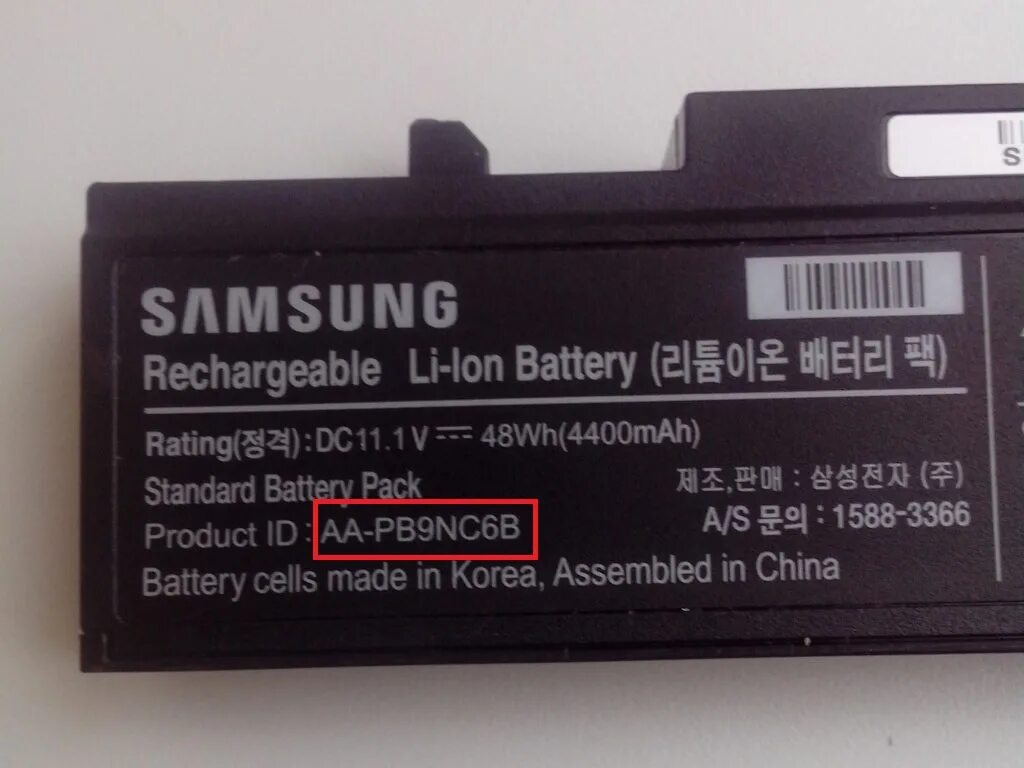 SAMSUNG
Rechargeable Li-Ion Battery (리튬이온 배터리 팩)
Rating(정격): DC11.1V ⎓ 48Wh(4400mAh)
Standard Battery Pack
제조,판매 : 삼성전자 (주)
Product ID : AA-PB9NC6B
A/S 문의 : 1588-3366
Battery cells made in Korea, Assembled in China